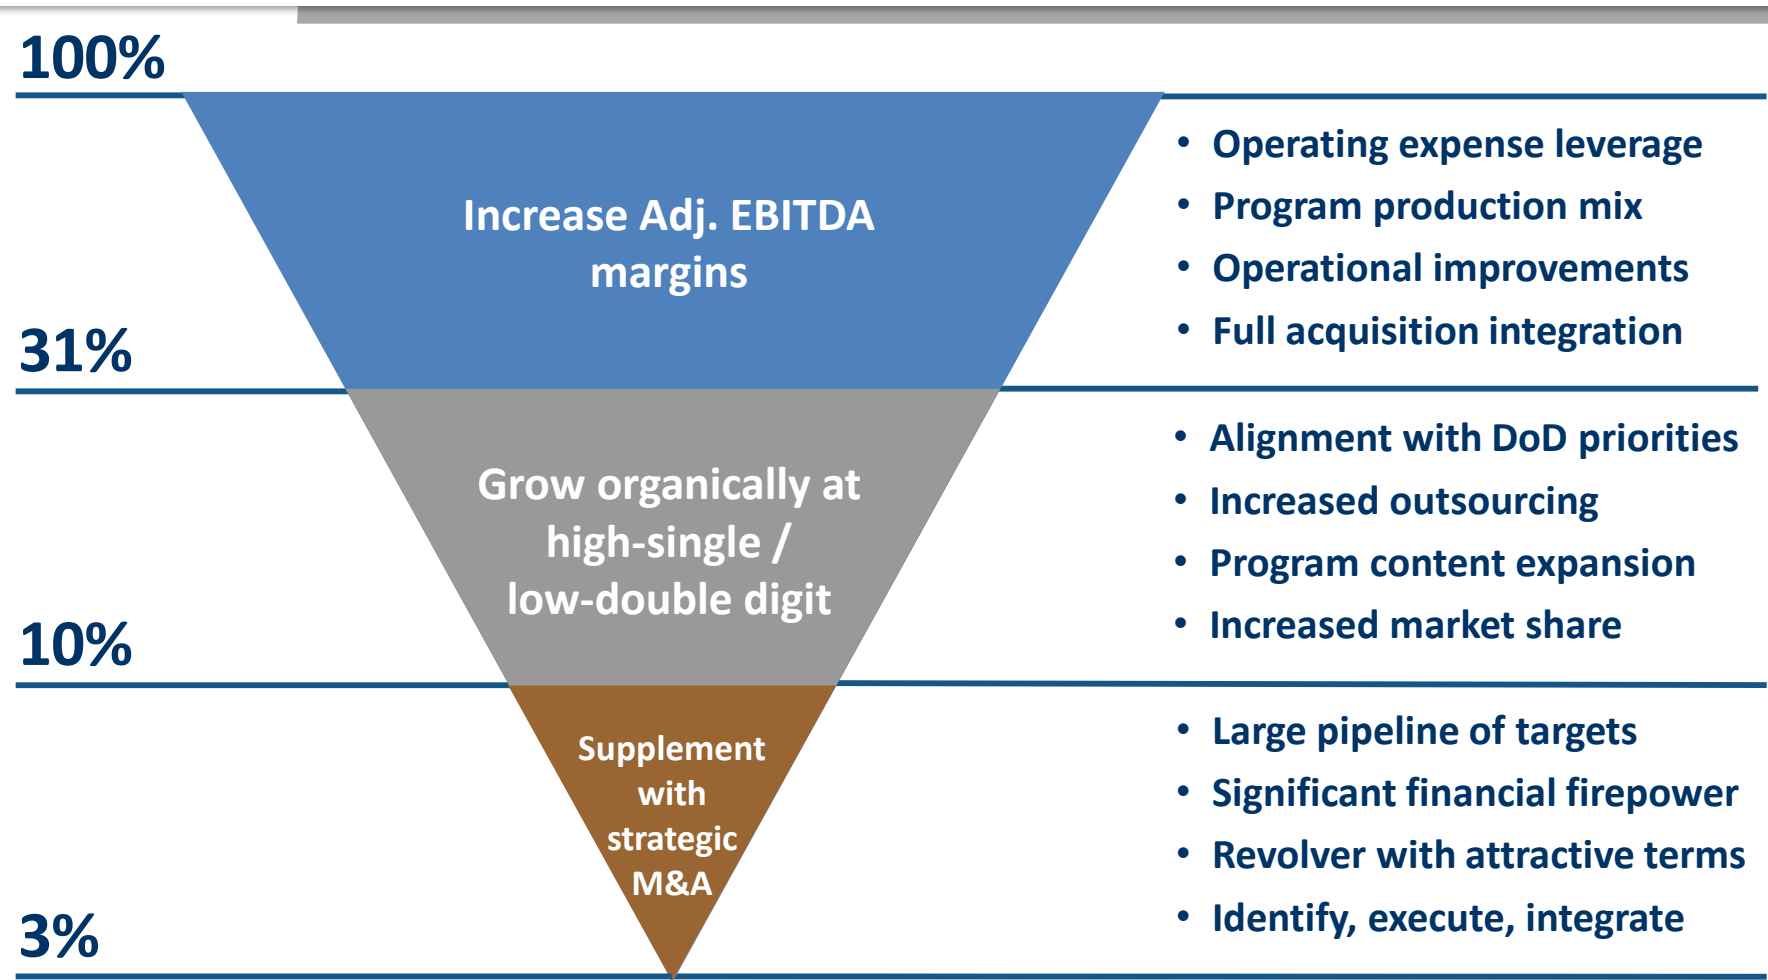 100%
Increase Adj. EBITDA
margins
• Operating expense leverage
• Program production mix
• Operational improvements
• Full acquisition integration
31%
Grow organically at
high-single /
low-double digit
• Alignment with DoD priorities
• Increased outsourcing
• Program content expansion
• Increased market share
10%
Supplement
with
strategic
M&A
• Large pipeline of targets
• Significant financial firepower
• Revolver with attractive terms
• Identify, execute, integrate
3%